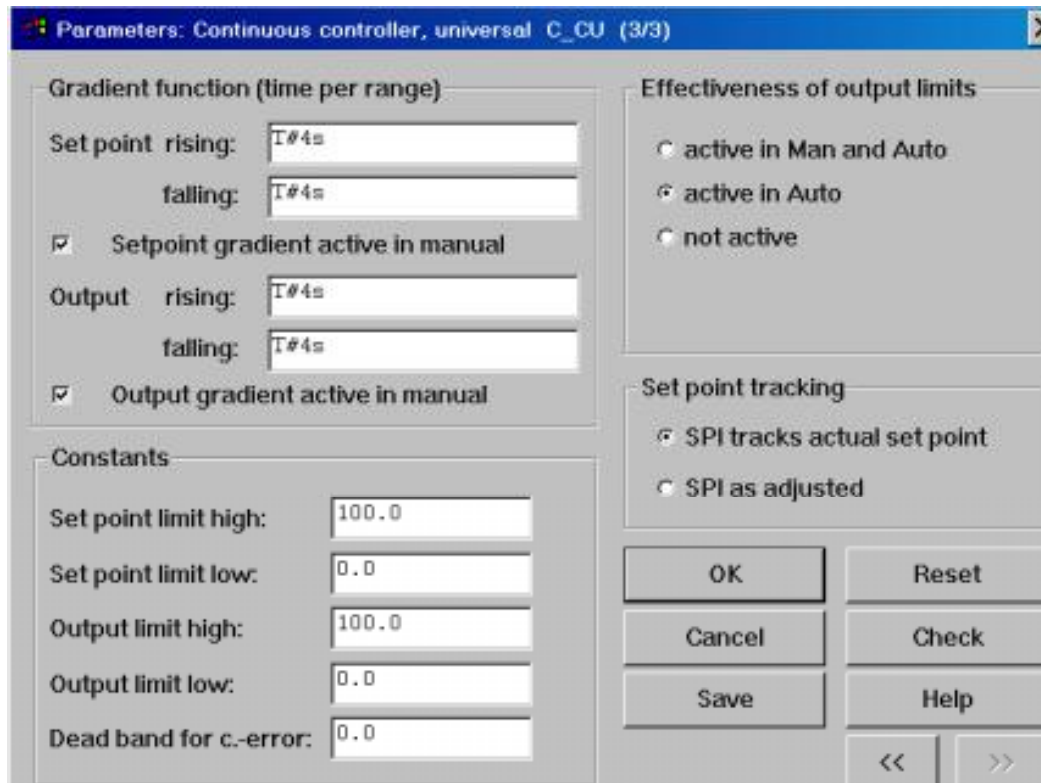 Parameters: Continuous controller, universal C_CU (3/3)
Gradient function (time per range)
Set point rising: T#4s
falling: T#4s
Setpoint gradient active in manual
Output rising: T#4s
falling: T#4s
Output gradient active in manual
Constants
Set point limit high: 100.0
Set point limit low: 0.0
Output limit high: 100.0
Output limit low: 0.0
Dead band for c.-error: 0.0
Effectiveness of output limits
active in Man and Auto
active in Auto
not active
Set point tracking
SPI tracks actual set point
SPI as adjusted
OK Reset
Cancel Check
Save Help
<< >>